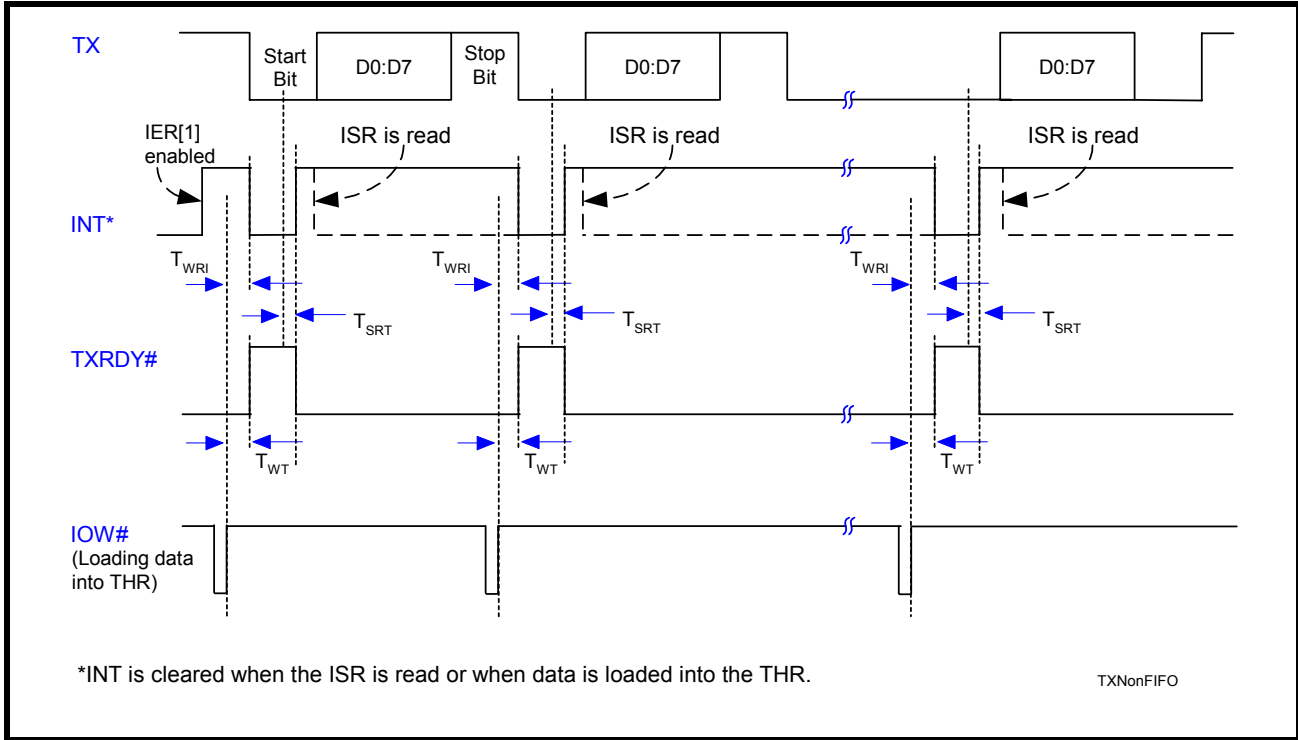 TX
Start
Bit
D0:D7
Stop
Bit
D0:D7
D0:D7
IER[1]
enabled
ISR is read
ISR is read
ISR is read
INT*
TWRI
TWRI
TWRI
TSRT
TSRT
TSRT
TXRDY#
TWT
TWT
TWT
IOW#
(Loading data
into THR)
*INT is cleared when the ISR is read or when data is loaded into the THR.
TXNonFIFO